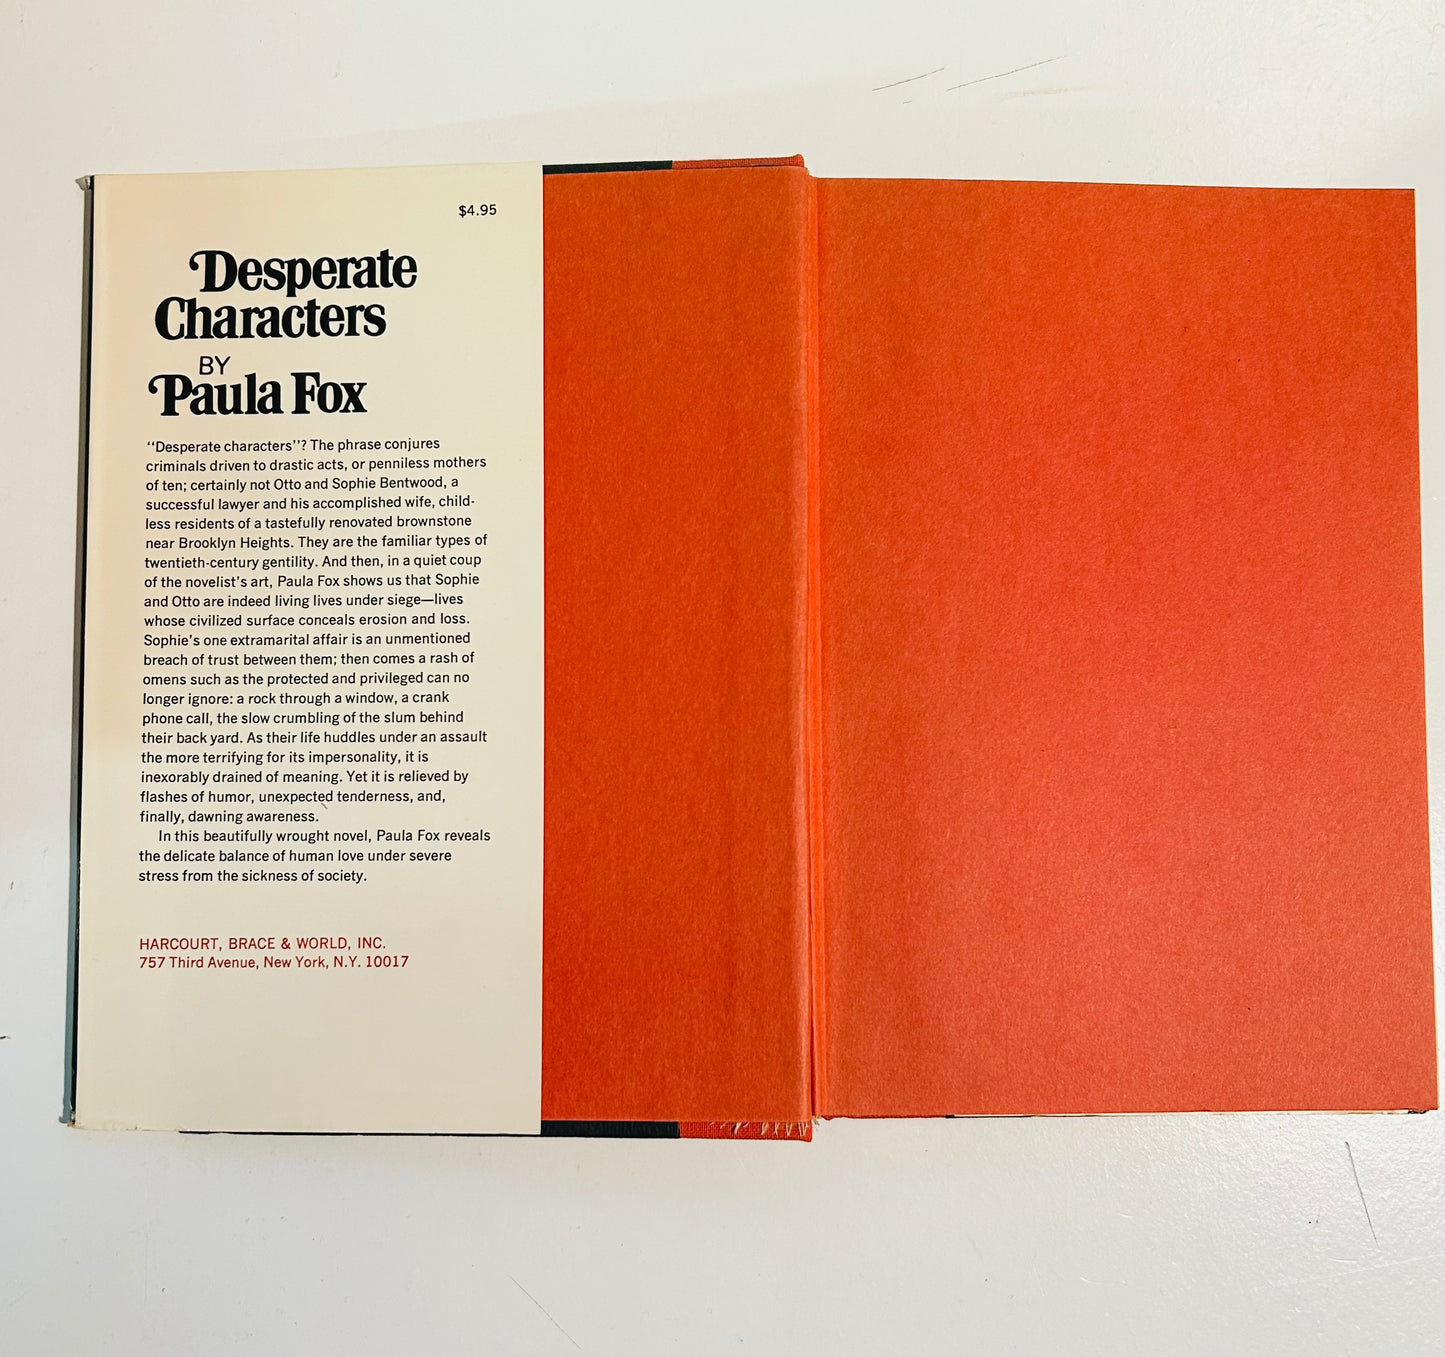 $4.95
Desperate
Characters
BY
Paula Fox
‘‘Desperate characters’’? The phrase conjures
criminals driven to drastic acts, or penniless mothers
of ten; certainly not Otto and Sophie Bentwood, a
successful lawyer and his accomplished wife, child-
less residents of a tastefully renovated brownstone
near Brooklyn Heights. They are the familiar types of
twentieth-century gentility. And then, in a quiet coup
of the novelist's art, Paula Fox shows us that Sophie
and Otto are indeed living lives under siege—lives
whose civilized surface conceals erosion and loss.
Sophie's one extramarital affair is an unmentioned
breach of trust between them; then comes a rash of
omens such as the protected and privileged can no
longer ignore: a rock through a window, a crank
phone call, the slow crumbling of the slum behind
their back yard. As their life huddles under an assault
the more terrifying for its impersonality, it is
inexorably drained of meaning. Yet it is relieved by
flashes of humor, unexpected tenderness, and,
finally, dawning awareness.
In this beautifully wrought novel, Paula Fox reveals
the delicate balance of human love under severe
stress from the sickness of society.
HARCOURT, BRACE & WORLD, INC.
757 Third Avenue, New York, N.Y. 10017